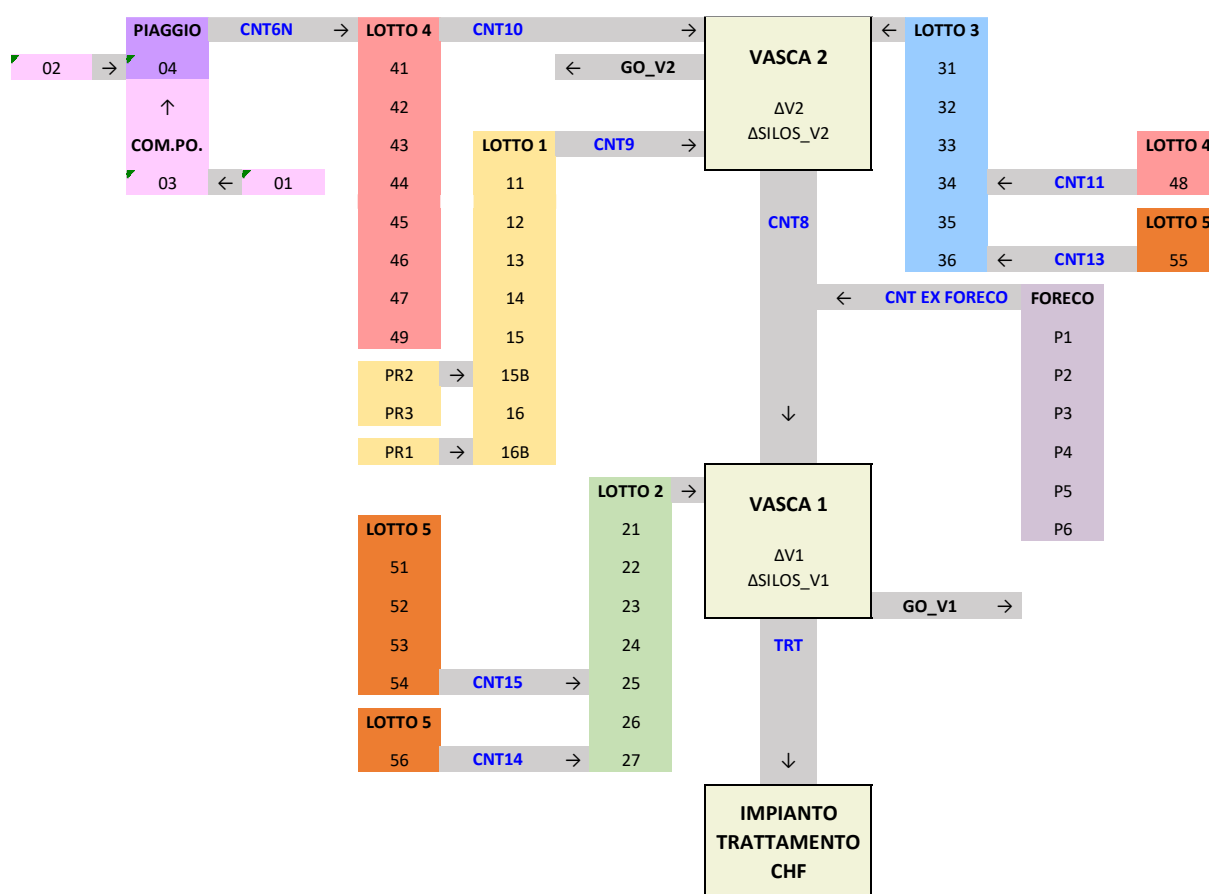 PIAGGIO CNT6N → LOTTO 4 CNT10 → VASCA 2 ← LOTTO 3
02 → 04 41 ← GO_V2 31
↑ 42 ΔV2 32
ΔSILOS_V2
COM.PO. 43 LOTTO 1 CNT9 → 33 LOTTO 4
03 ← 01 44 11 34 ← CNT11 48
45 12 CNT8 35 LOTTO 5
46 13 36 ← CNT13 55
47 14 ← CNT EX FORECO FORECO
49 15 P1
PR2 → 15B P2
PR3 16 ↓ P3
PR1 → 16B P4
LOTTO 2 → VASCA 1 P5
LOTTO 5 21 P6
51 22 ΔV1
ΔSILOS_V1
52 23 GO_V1 →
53 24 TRT
54 CNT15 → 25
LOTTO 5 26
56 CNT14 → 27 ↓
IMPIANTO
TRATTAMENTO
CHF